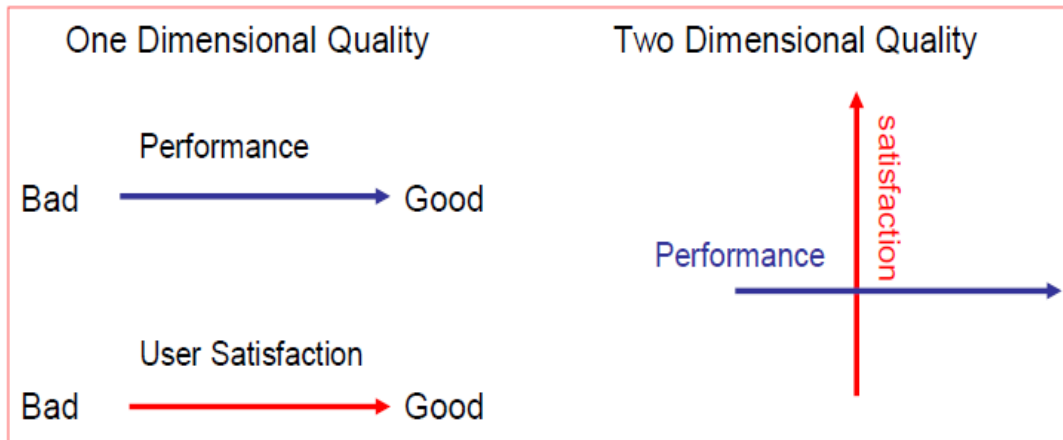 One Dimensional Quality
Performance
Bad Good
User Satisfaction
Bad Good
Two Dimensional Quality
satisfaction
Performance